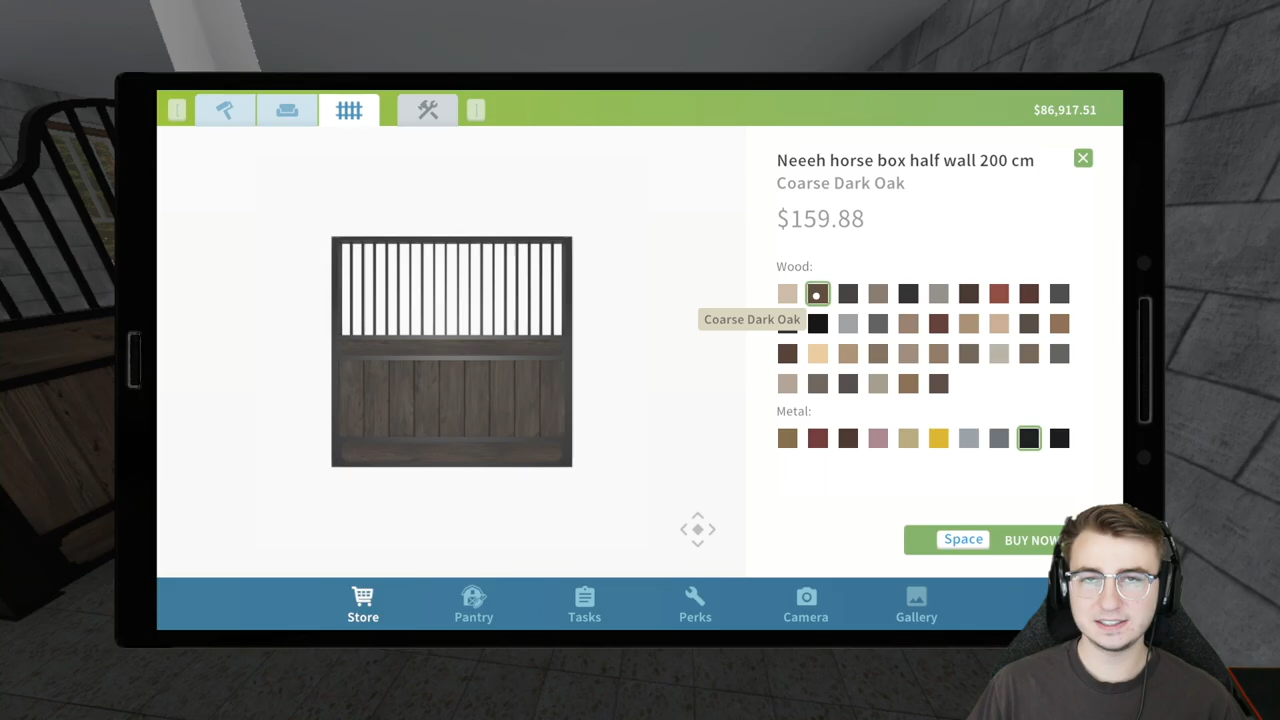 $86,917.51
Neeeh horse box half wall 200 cm
Coarse Dark Oak
$159.88
Wood:
Coarse Dark Oak
Metal:
Space BUY NOW
Store Pantry Tasks Perks Camera Gallery